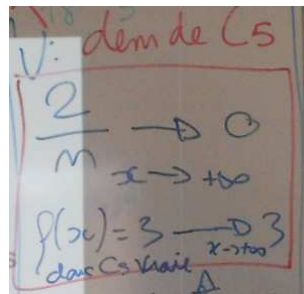 V: dem de C5
2/n → 0
x → +∞
f(x) = 3 → 3
x→+∞
donc C5 vraie